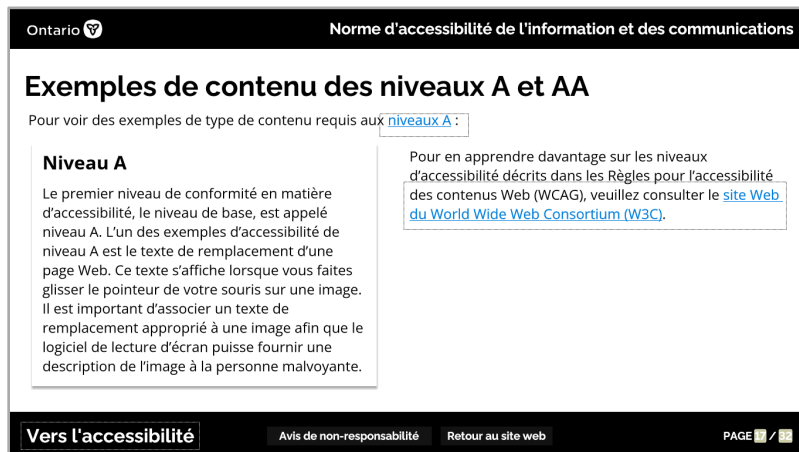 Ontario
Norme d'accessibilité de l'information et des communications
Exemples de contenu des niveaux A et AA
Pour voir des exemples de type de contenu requis aux niveaux A :
Niveau A
Le premier niveau de conformité en matière
d'accessibilité, le niveau de base, est appelé
niveau A. L'un des exemples d'accessibilité de
niveau A est le texte de remplacement d'une
page Web. Ce texte s'affiche lorsque vous faites
glisser le pointeur de votre souris sur une image.
Il est important d'associer un texte de
remplacement approprié à une image afin que le
logiciel de lecture d'écran puisse fournir une
description de l'image à la personne malvoyante.
Pour en apprendre davantage sur les niveaux
d'accessibilité décrits dans les Règles pour l'accessibilité
des contenus Web (WCAG), veuillez consulter le site Web
du World Wide Web Consortium (W3C).
Vers l'accessibilité
Avis de non-responsabilité
Retour au site web
PAGE 17 / 32